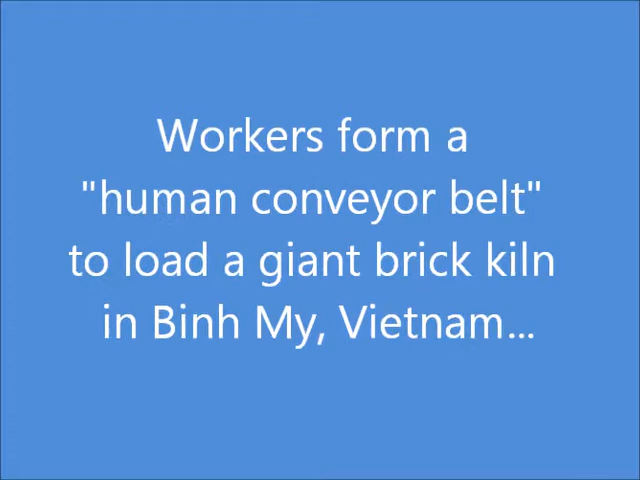 Workers form a
"human conveyor belt"
to load a giant brick kiln
in Binh My, Vietnam...